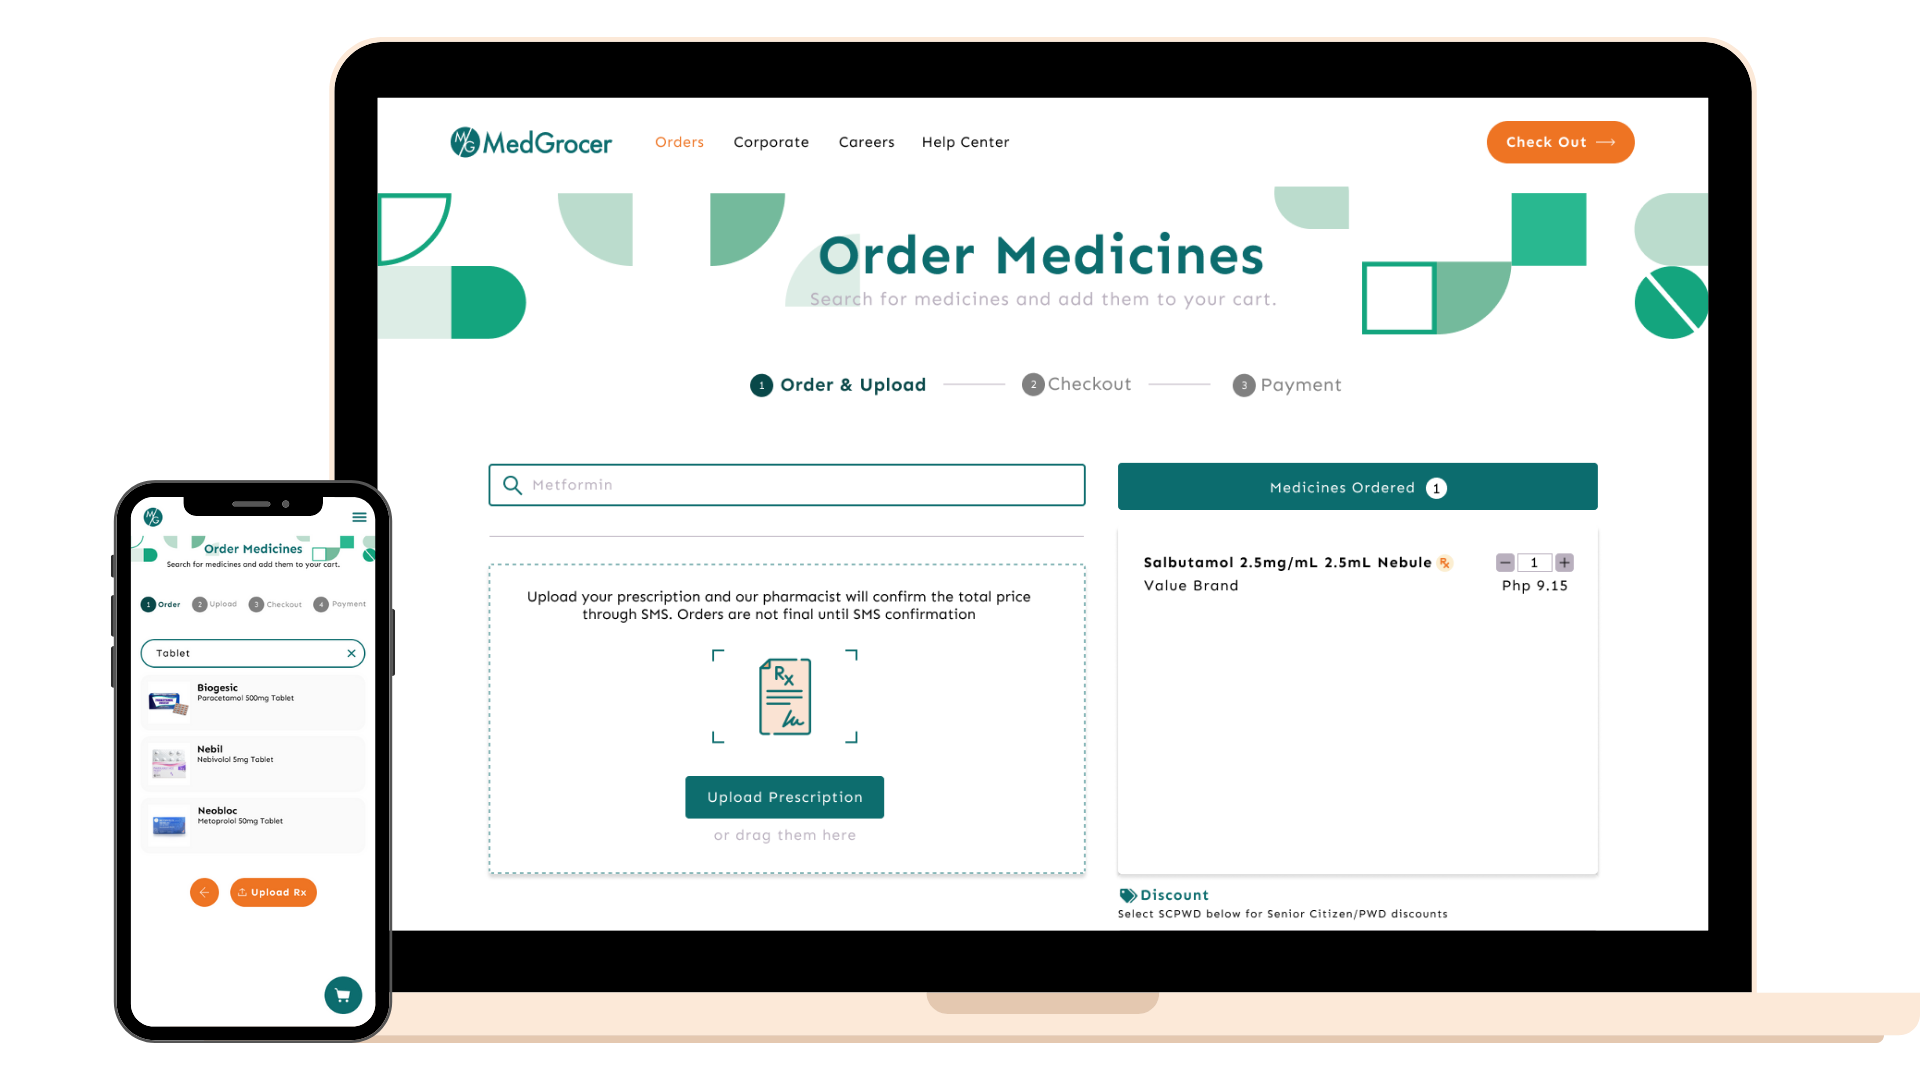 M/G MedGrocer
Orders Corporate Careers Help Center
Check Out
Order Medicines
Search for medicines and add them to your cart.
1 Order & Upload
2 Checkout
3 Payment
Metformin
Upload your prescription and our pharmacist will confirm the total price
through SMS. Orders are not final until SMS confirmation
Rx
Upload Prescription
or drag them here
Medicines Ordered 1
Salbutamol 2.5mg/mL 2.5mL Nebule Rx
− 1 +
Value Brand
Php 9.15
Discount
Select SCPWD below for Senior Citizen/PWD discounts
M/G
Order Medicines
Search for medicines and add them to your cart.
1 Order
2 Upload
3 Checkout
4 Payment
Tablet
Biogesic
Paracetamol 500mg Tablet
Nebil
Nebivolol 5mg Tablet
Neobloc
Metoprolol 50mg Tablet
Upload Rx